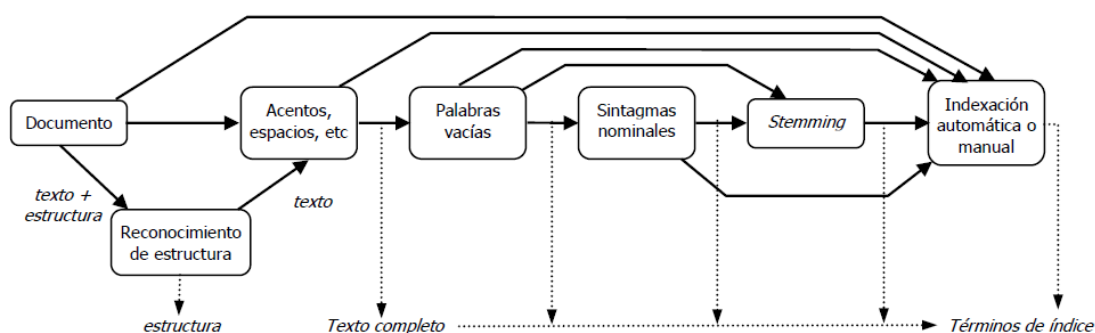 Documento
Acentos,
espacios, etc
Palabras
vacías
Sintagmas
nominales
Stemming
Indexación
automática o
manual
texto +
estructura
texto
Reconocimiento
de estructura
estructura
Texto completo
Términos de índice